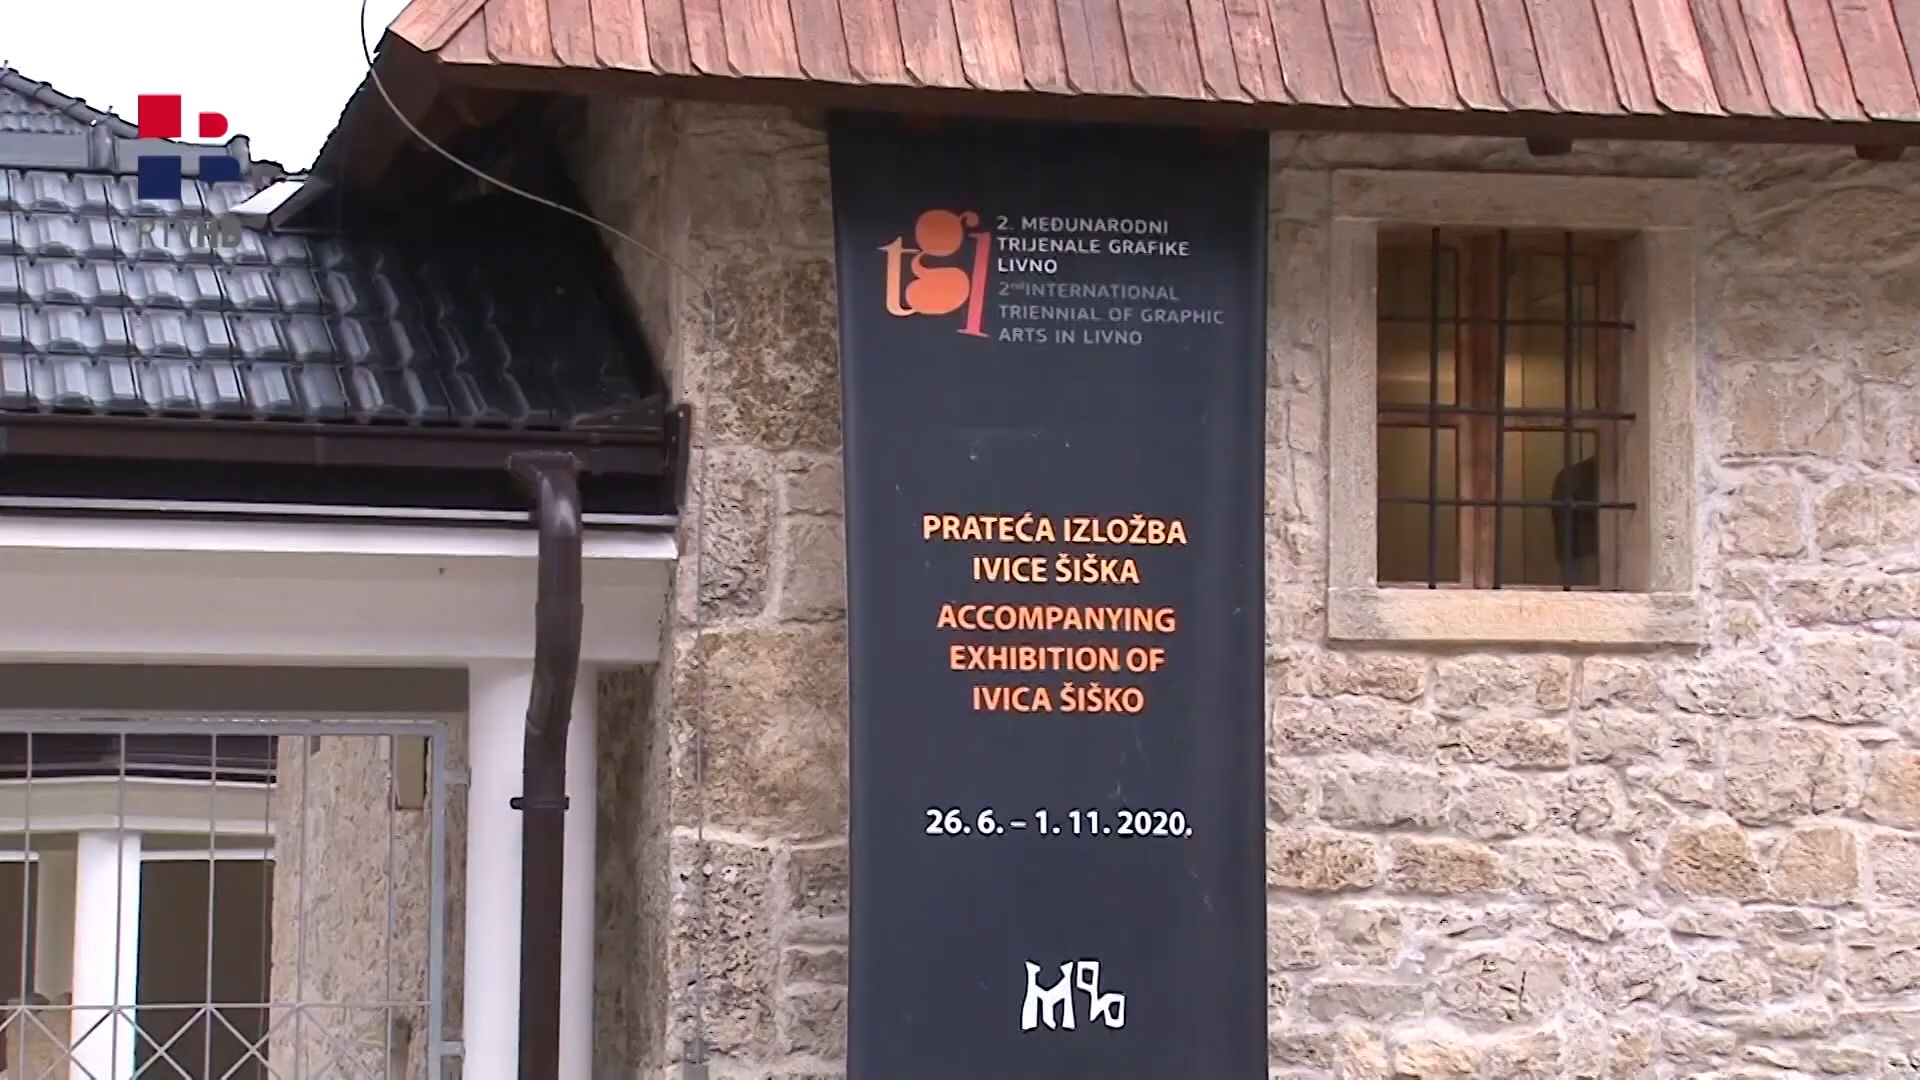 RTVHB
tgl
2. MEĐUNARODNI
TRIJENALE GRAFIKE
LIVNO
2nd INTERNATIONAL
TRIENNIAL OF GRAPHIC
ARTS IN LIVNO
PRATEĆA IZLOŽBA
IVICE ŠIŠKA
ACCOMPANYING
EXHIBITION OF
IVICA ŠIŠKO
26. 6. – 1. 11. 2020.